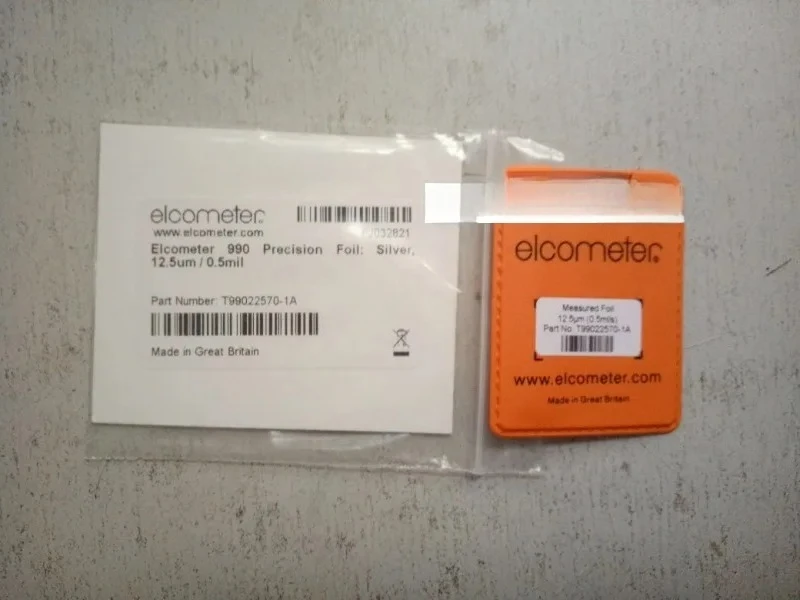 elcometer
www.elcometer.com
032821
Elcometer 990 Precision Foil: Silver,
12.5um / 0.5mil
Part Number: T99022570-1A
Made in Great Britain
elcometer
Measured Foil
12.5µm (0.5mils)
Part No. T99022570-1A
www.elcometer.com
Made in Great Britain